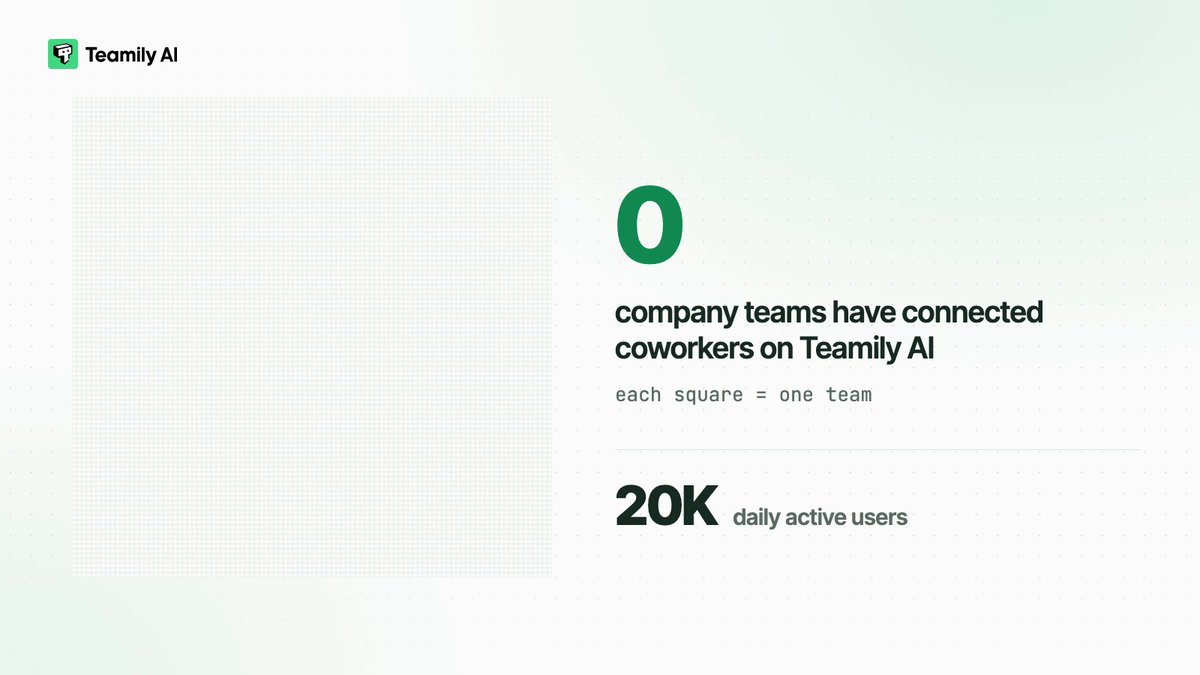 Teamily AI
0
company teams have connected
coworkers on Teamily AI
each square = one team
20K daily active users